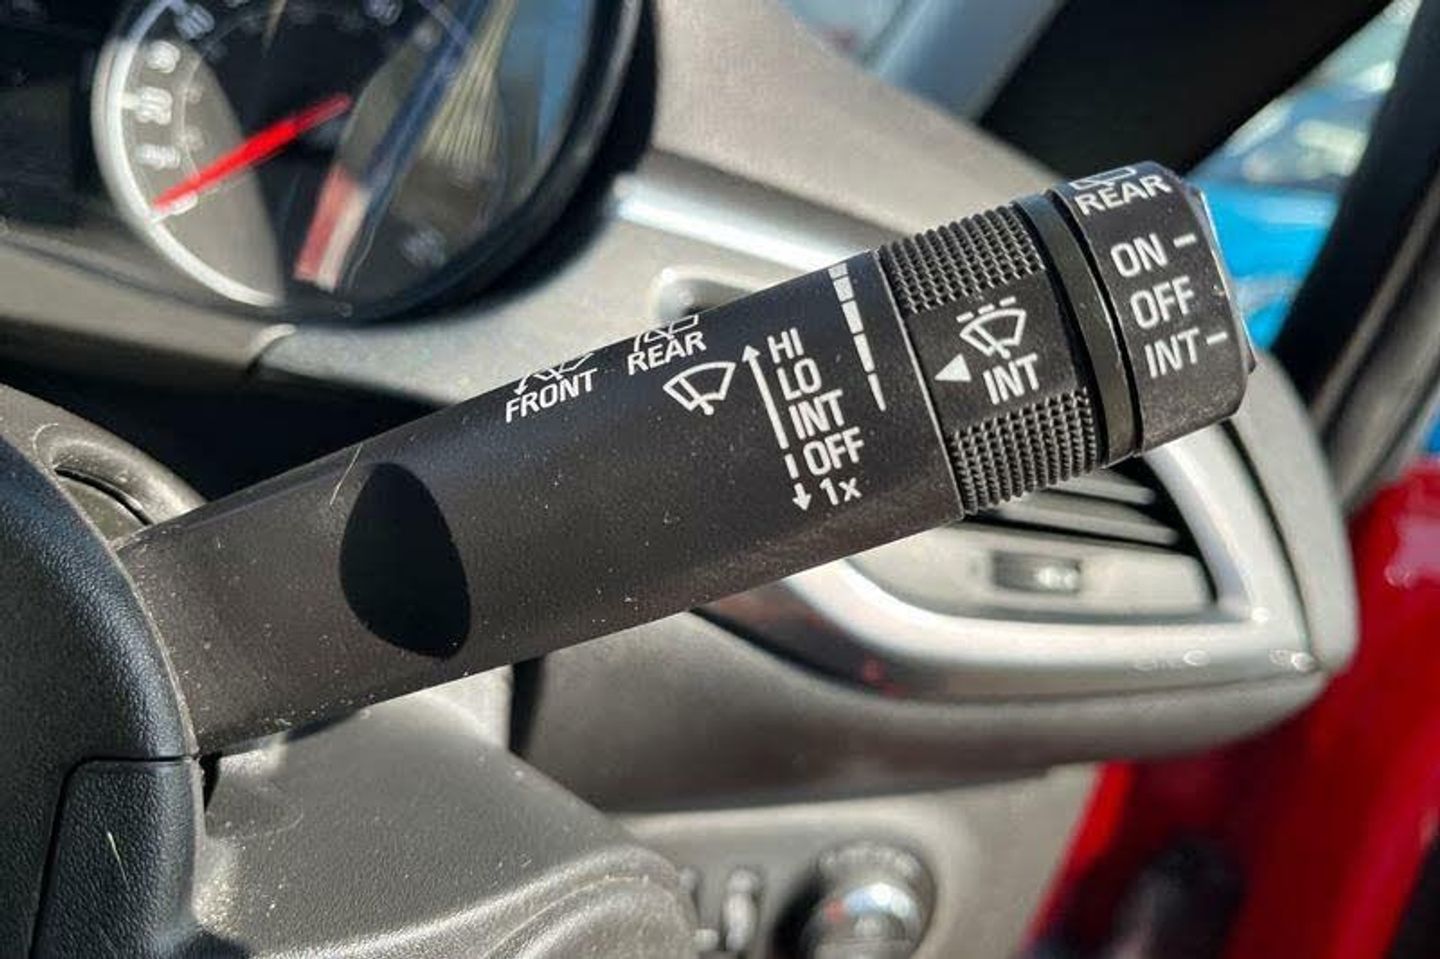 FRONT
REAR
HI
LO
INT
OFF
1x
INT
REAR
ON
OFF
INT